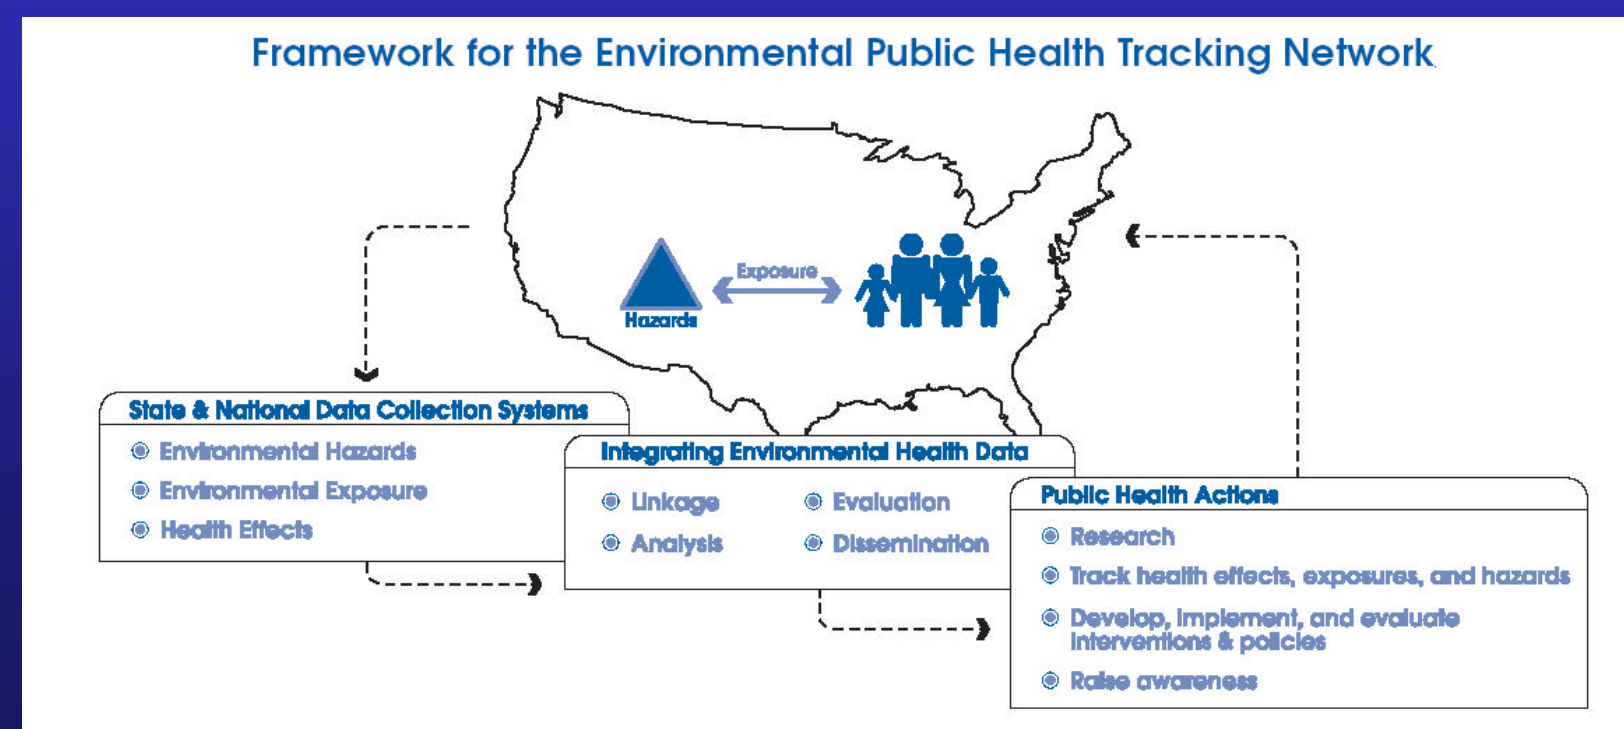 Framework for the Environmental Public Health Tracking Network
Exposure
Hazards
State & National Data Collection Systems
Environmental Hazards
Environmental Exposure
Health Effects
Integrating Environmental Health Data
Linkage
Evaluation
Analysis
Dissemination
Public Health Actions
Research
Track health effects, exposures, and hazards
Develop, implement, and evaluate
interventions & policies
Raise awareness